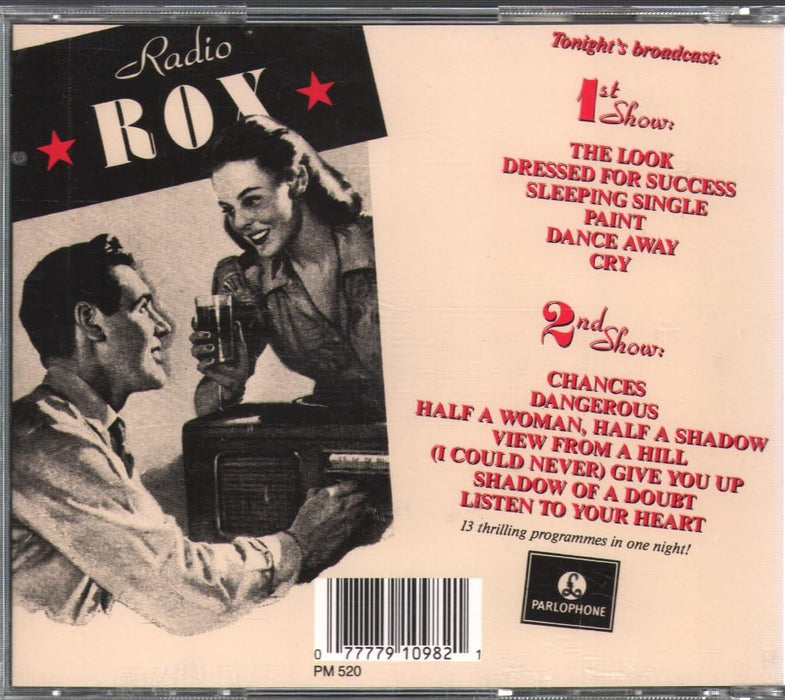 Radio
ROX
Tonight's broadcast:
1st Show:
THE LOOK
DRESSED FOR SUCCESS
SLEEPING SINGLE
PAINT
DANCE AWAY
CRY
2nd Show:
CHANCES
DANGEROUS
HALF A WOMAN, HALF A SHADOW
VIEW FROM A HILL
(I COULD NEVER) GIVE YOU UP
SHADOW OF A DOUBT
LISTEN TO YOUR HEART
13 thrilling programmes in one night!
£
PARLOPHONE
0 77779 10982 1
PM 520